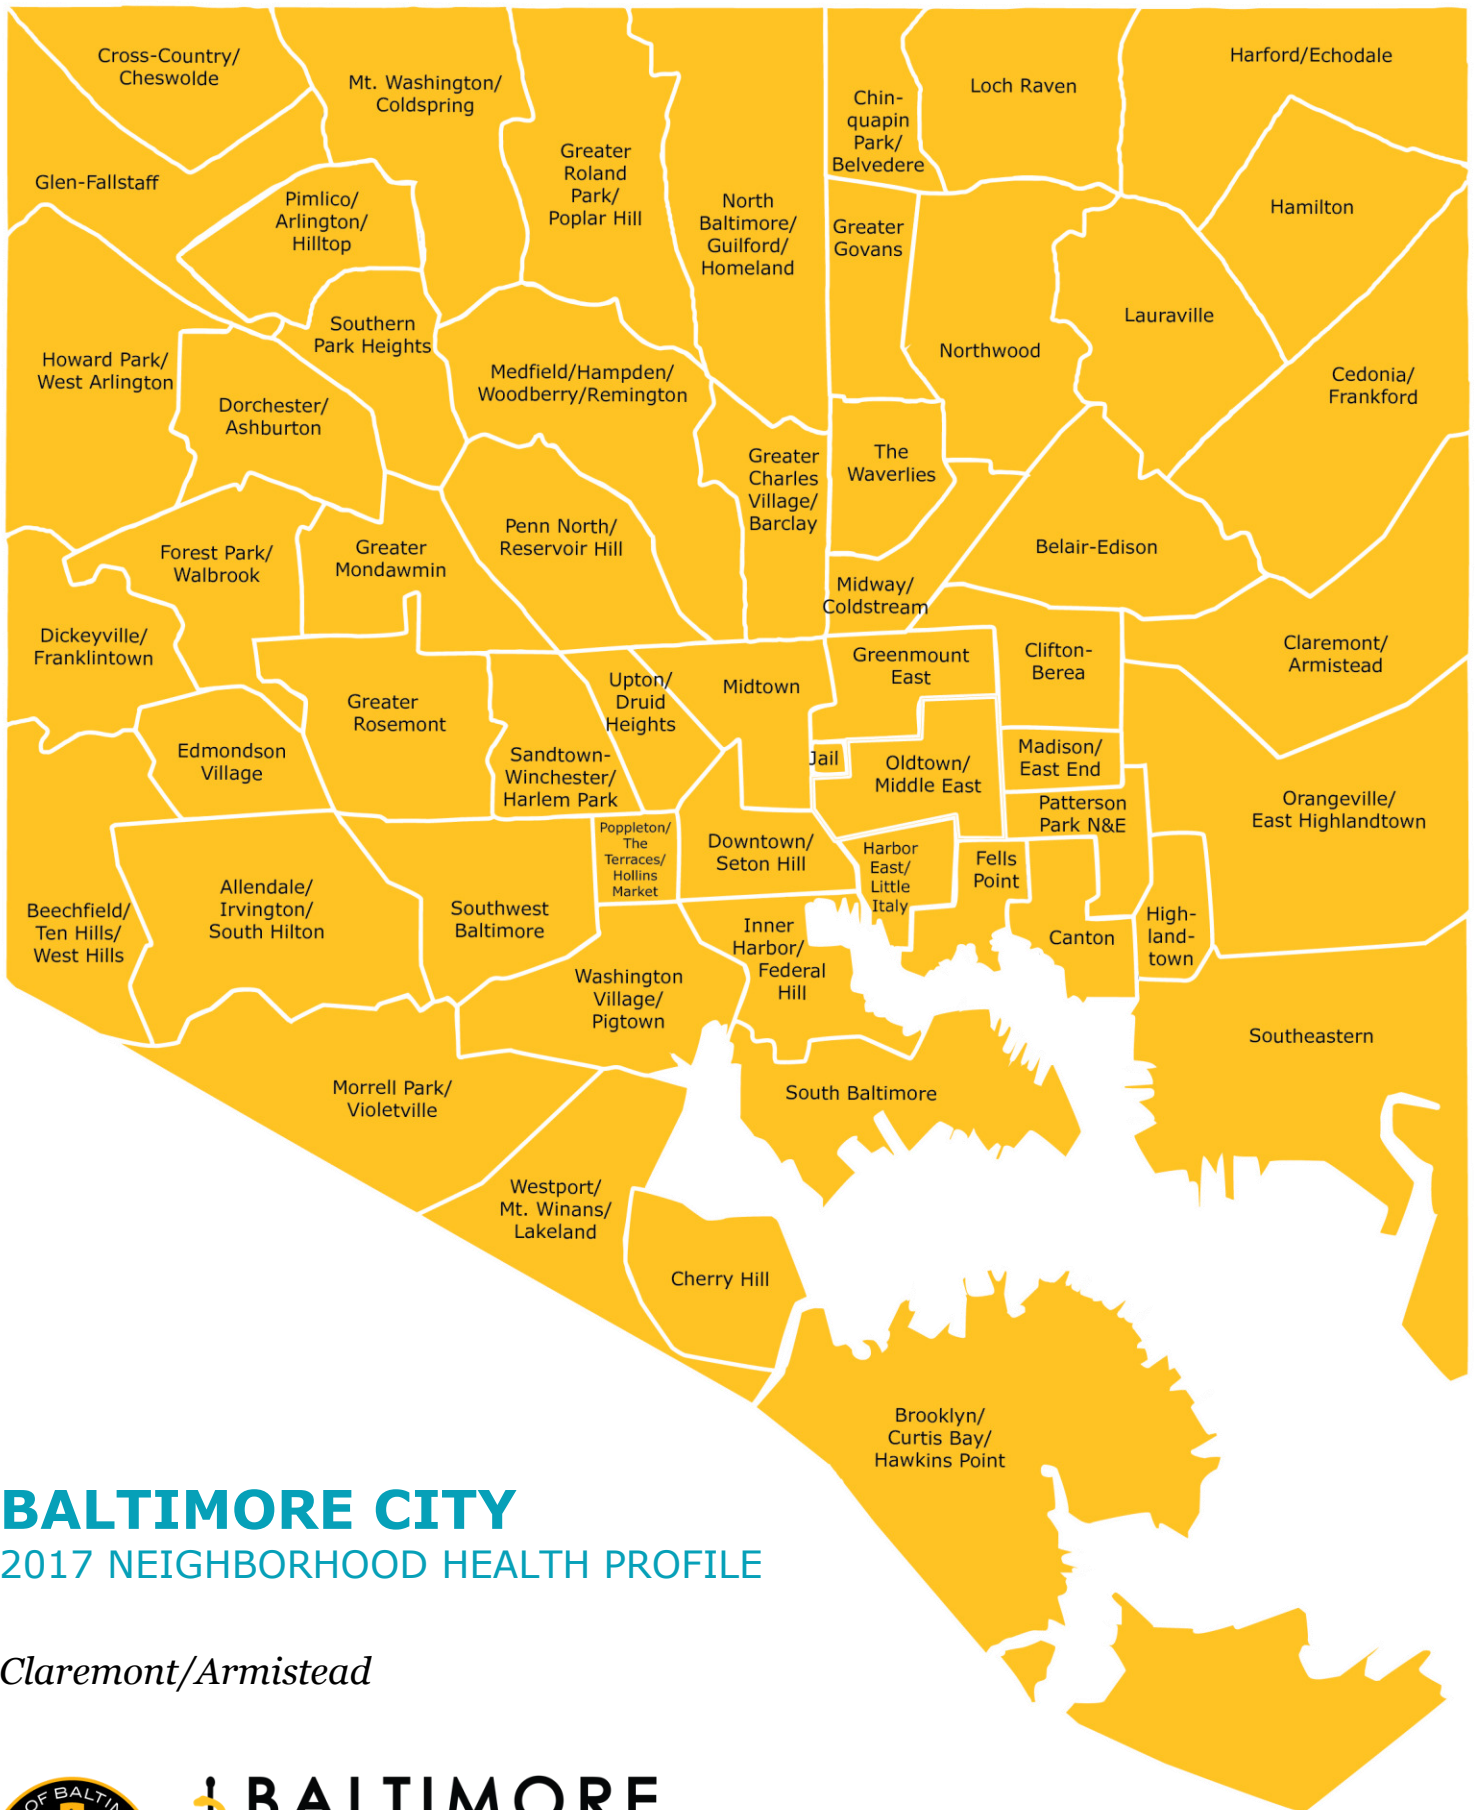 Cross-Country/
Cheswolde
Mt. Washington/
Coldspring
Harford/Echodale
Loch Raven
Chin-
quapin
Park/
Belvedere
Greater
Roland
Park/
Poplar Hill
Glen-Fallstaff
Pimlico/
Arlington/
Hilltop
North
Baltimore/
Guilford/
Homeland
Greater
Govans
Hamilton
Lauraville
Southern
Park Heights
Northwood
Howard Park/
West Arlington
Medfield/Hampden/
Woodberry/Remington
Cedonia/
Frankford
Dorchester/
Ashburton
Greater
Charles
Village/
Barclay
The
Waverlies
Penn North/
Reservoir Hill
Forest Park/
Walbrook
Greater
Mondawmin
Belair-Edison
Midway/
Coldstream
Dickeyville/
Franklintown
Claremont/
Armistead
Greenmount
East
Clifton-
Berea
Upton/
Druid
Heights
Midtown
Greater
Rosemont
Edmondson
Village
Sandtown-
Winchester/
Harlem Park
Jail
Oldtown/
Middle East
Madison/
East End
Orangeville/
East Highlandtown
Patterson
Park N&E
Poppleton/
The
Terraces/
Hollins
Market
Downtown/
Seton Hill
Harbor
East/
Little
Italy
Fells
Point
Allendale/
Irvington/
South Hilton
Beechfield/
Ten Hills/
West Hills
Southwest
Baltimore
Inner
Harbor/
Federal
Hill
Canton
High-
land-
town
Washington
Village/
Pigtown
Southeastern
Morrell Park/
Violetville
South Baltimore
Westport/
Mt. Winans/
Lakeland
Cherry Hill
Brooklyn/
Curtis Bay/
Hawkins Point
BALTIMORE CITY
2017 NEIGHBORHOOD HEALTH PROFILE
Claremont/Armistead
BALTIMORE